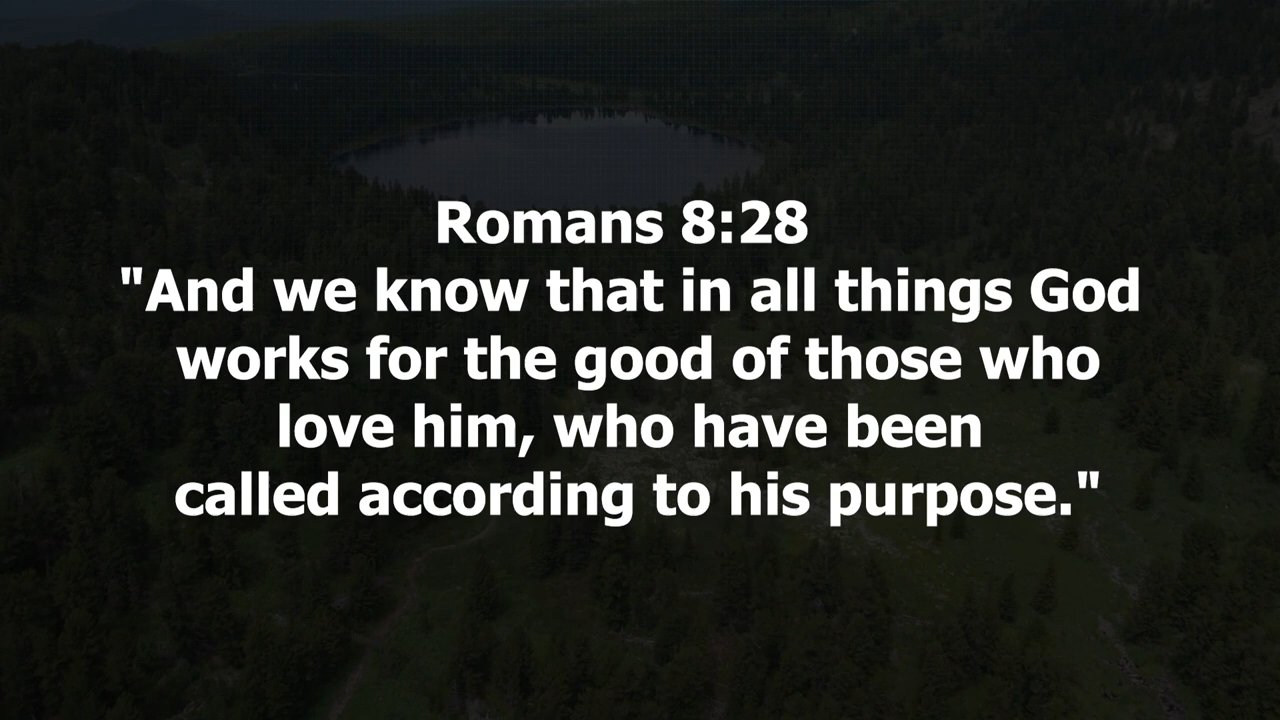 Romans 8:28
"And we know that in all things God
works for the good of those who
love him, who have been
called according to his purpose."